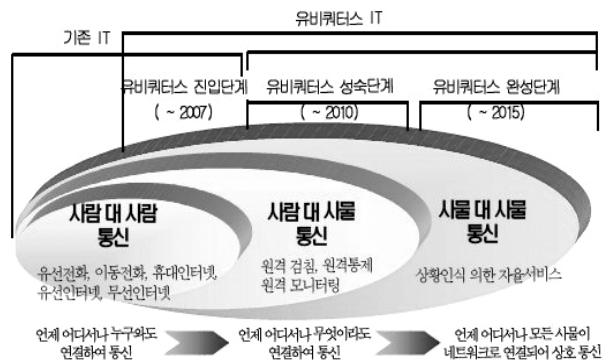 유비쿼터스 IT
기존 IT
유비쿼터스 진입단계
( ~ 2007)
유비쿼터스 성숙단계
( ~ 2010)
유비쿼터스 완성단계
( ~ 2015)
사람 대 사람
통신
유선전화, 이동전화, 휴대인터넷,
유선인터넷, 무선인터넷
사람 대 사물
통신
원격 검침, 원격통제
원격 모니터링
사물 대 사물
통신
상황인식 의한 자율서비스
언제 어디서나 누구와도
연결하여 통신
언제 어디서나 무엇이라도
연결하여 통신
언제 어디서나 모든 사물이
네트워크로 연결되어 상호 통신